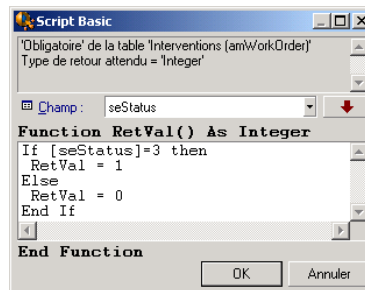 Script Basic
'Obligatoire' de la table 'Interventions (amWorkOrder)'
Type de retour attendu = 'Integer'
Champ : seStatus
Function RetVal() As Integer
If [seStatus]=3 then
RetVal = 1
Else
RetVal = 0
End If
End Function
OK Annuler